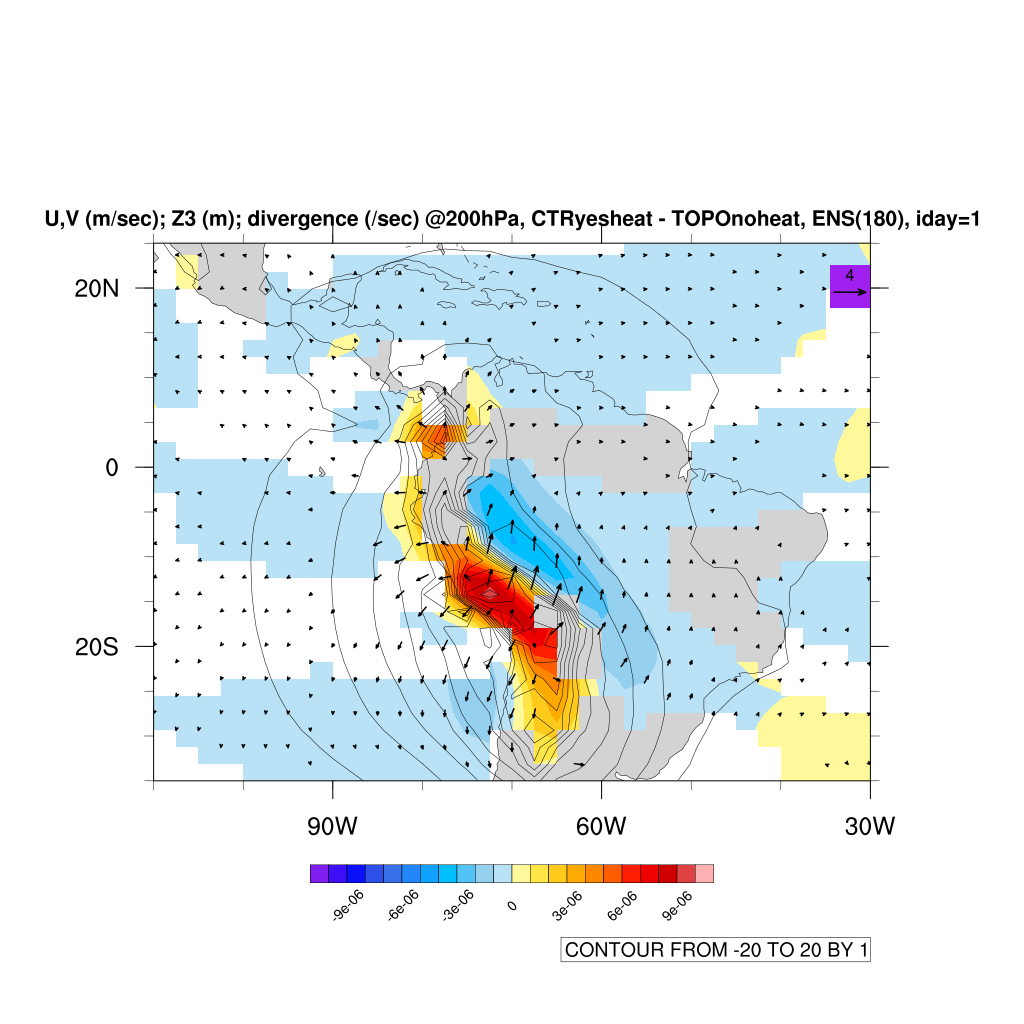 U,V (m/sec); Z3 (m); divergence (/sec) @200hPa, CTRyesheat - TOPOnoheat, ENS(180), iday=1
4
20N
0
20S
90W 60W 30W
-9e-06 -6e-06 -3e-06 0 3e-06 6e-06 9e-06
CONTOUR FROM -20 TO 20 BY 1